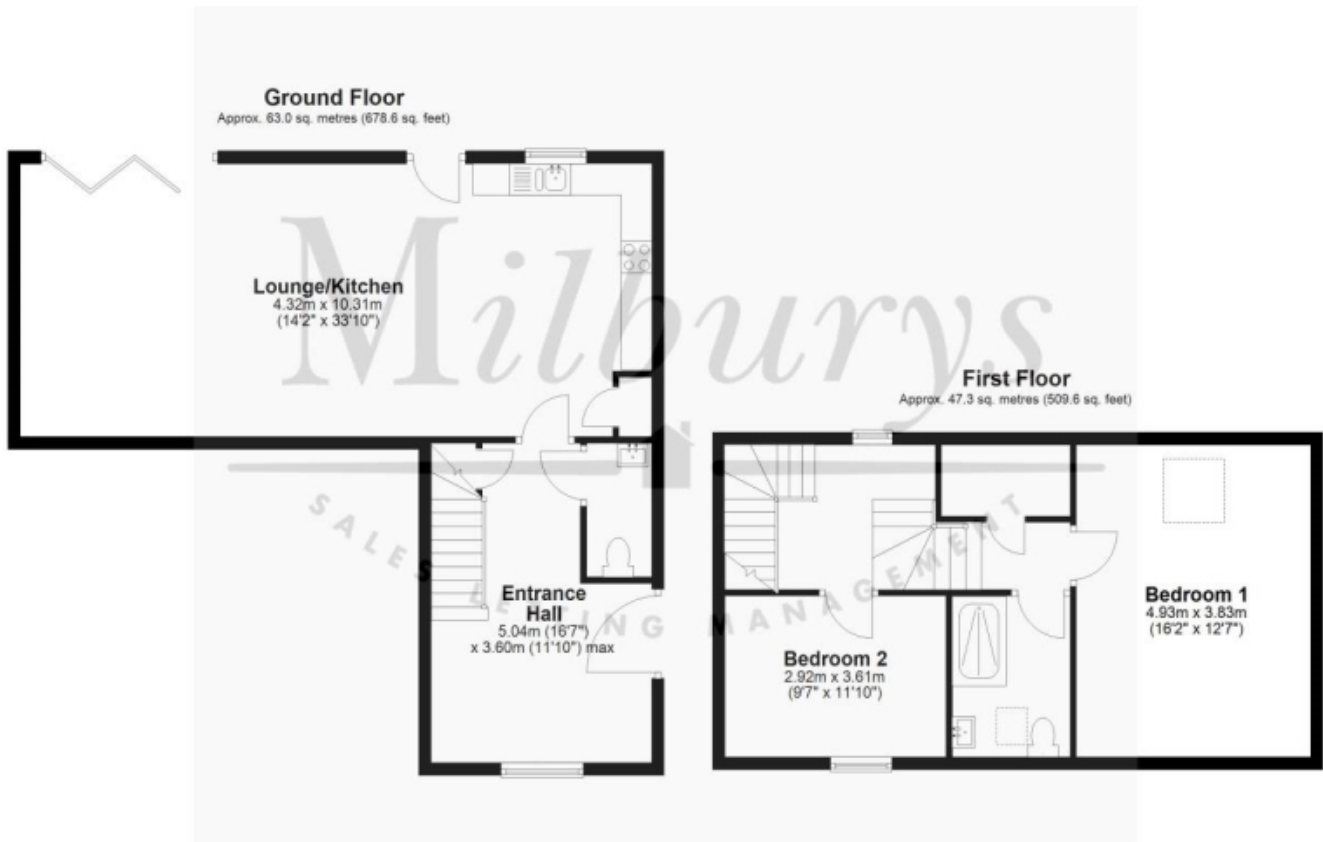 Ground Floor
Approx. 63.0 sq. metres (678.6 sq. feet)
Milburys
Lounge/Kitchen
4.32m x 10.31m
(14'2" x 33'10")
First Floor
Approx. 47.3 sq. metres (509.6 sq. feet)
SALES LETTING MANAGEMENT
Entrance
Hall
5.04m (16'7")
x 3.60m (11'10") max
Bedroom 2
2.92m x 3.61m
(9'7" x 11'10")
Bedroom 1
4.93m x 3.83m
(16'2" x 12'7")